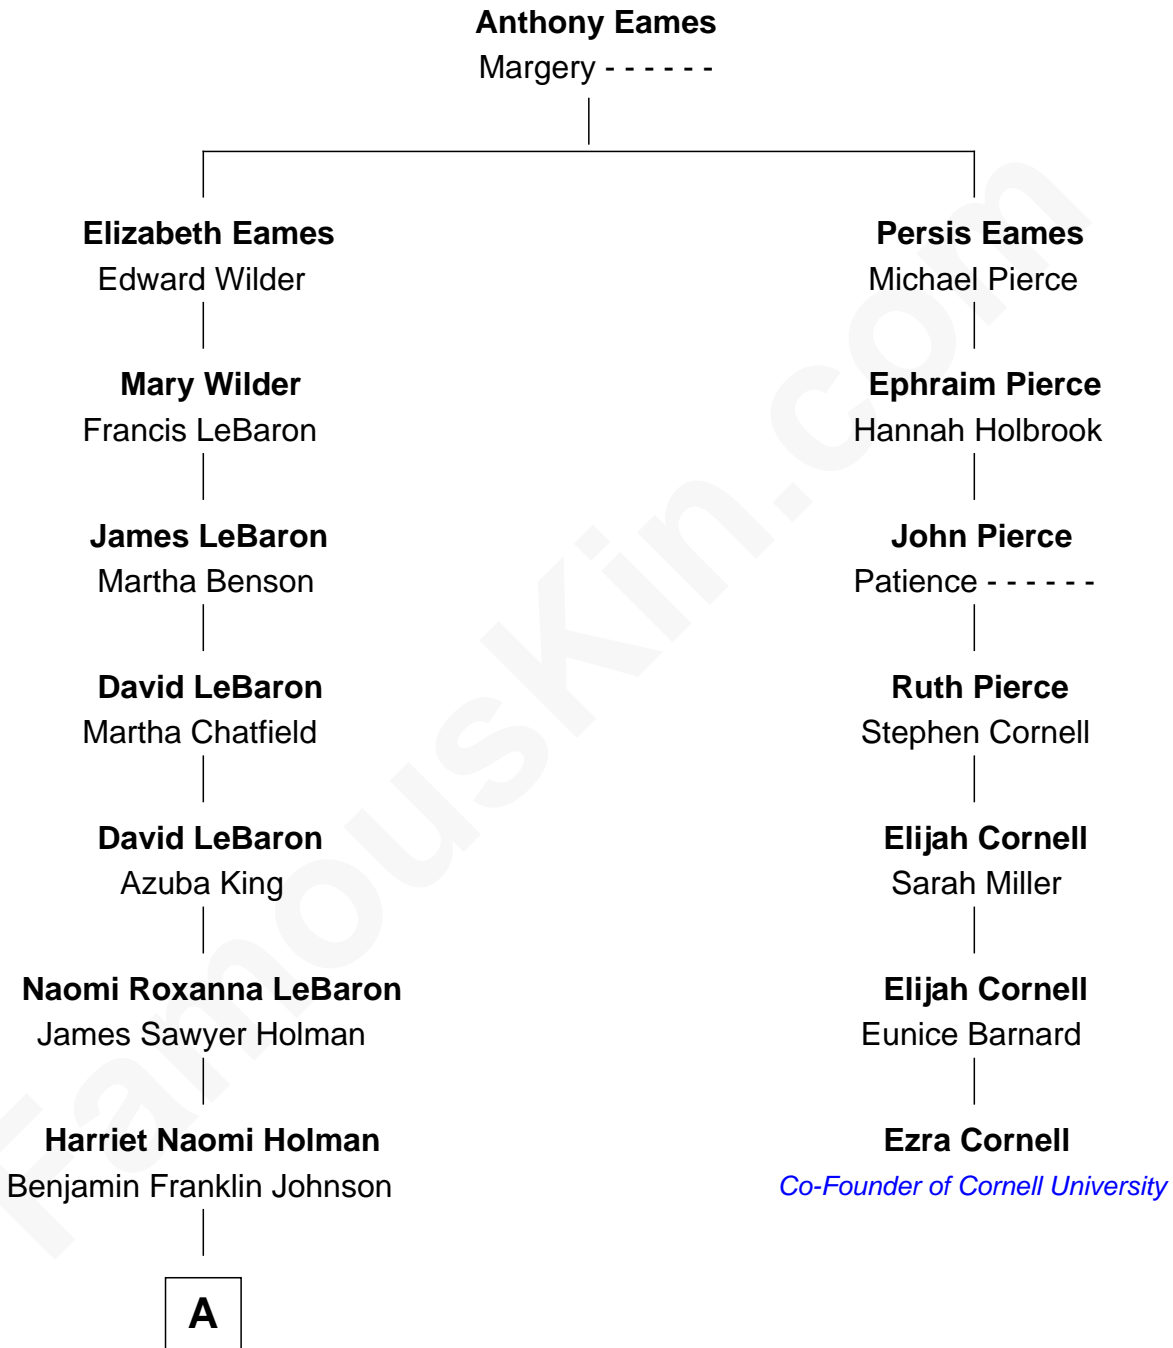 Anthony Eames
Margery - - - - - -
Elizabeth Eames
Edward Wilder
Mary Wilder
Francis LeBaron
James LeBaron
Martha Benson
David LeBaron
Martha Chatfield
David LeBaron
Azuba King
Naomi Roxanna LeBaron
James Sawyer Holman
Harriet Naomi Holman
Benjamin Franklin Johnson
A
Persis Eames
Michael Pierce
Ephraim Pierce
Hannah Holbrook
John Pierce
Patience - - - - - -
Ruth Pierce
Stephen Cornell
Elijah Cornell
Sarah Miller
Elijah Cornell
Eunice Barnard
Ezra Cornell
Co-Founder of Cornell University
FamousKin.com